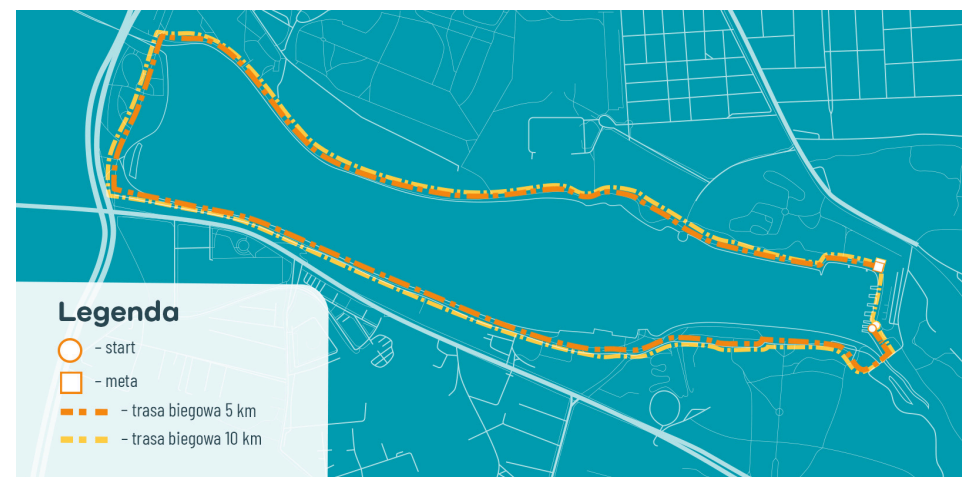 Legenda
– start
– meta
– trasa biegowa 5 km
– trasa biegowa 10 km